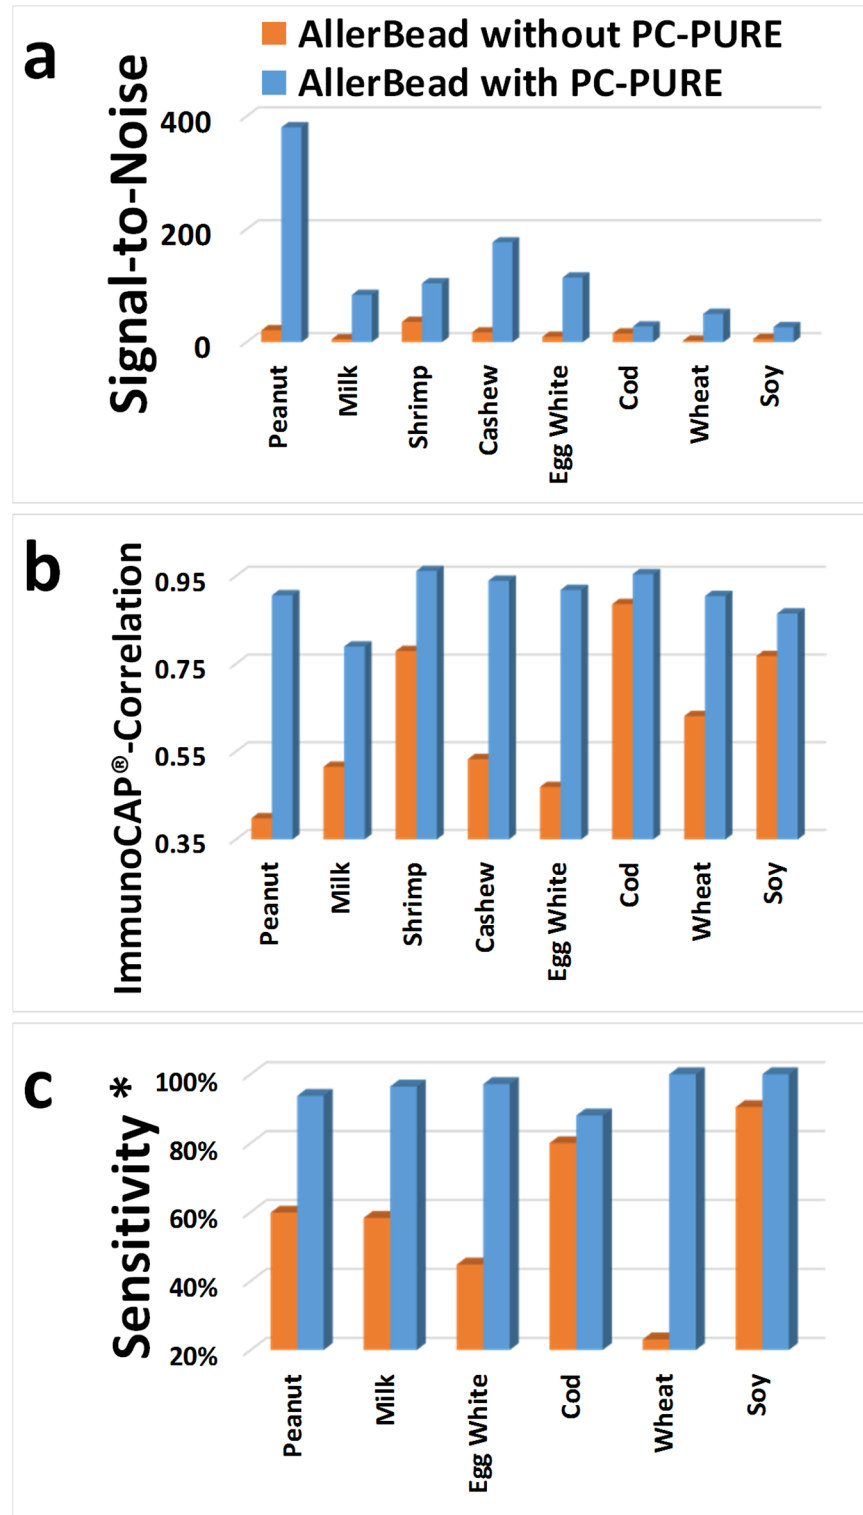 a
AllerBead without PC-PURE
AllerBead with PC-PURE
Signal-to-Noise
400
200
0
Peanut
Milk
Shrimp
Cashew
Egg White
Cod
Wheat
Soy
b
ImmunoCAP®-Correlation
0.95
0.75
0.55
0.35
Peanut
Milk
Shrimp
Cashew
Egg White
Cod
Wheat
Soy
c
Sensitivity *
100%
80%
60%
40%
20%
Peanut
Milk
Egg White
Cod
Wheat
Soy